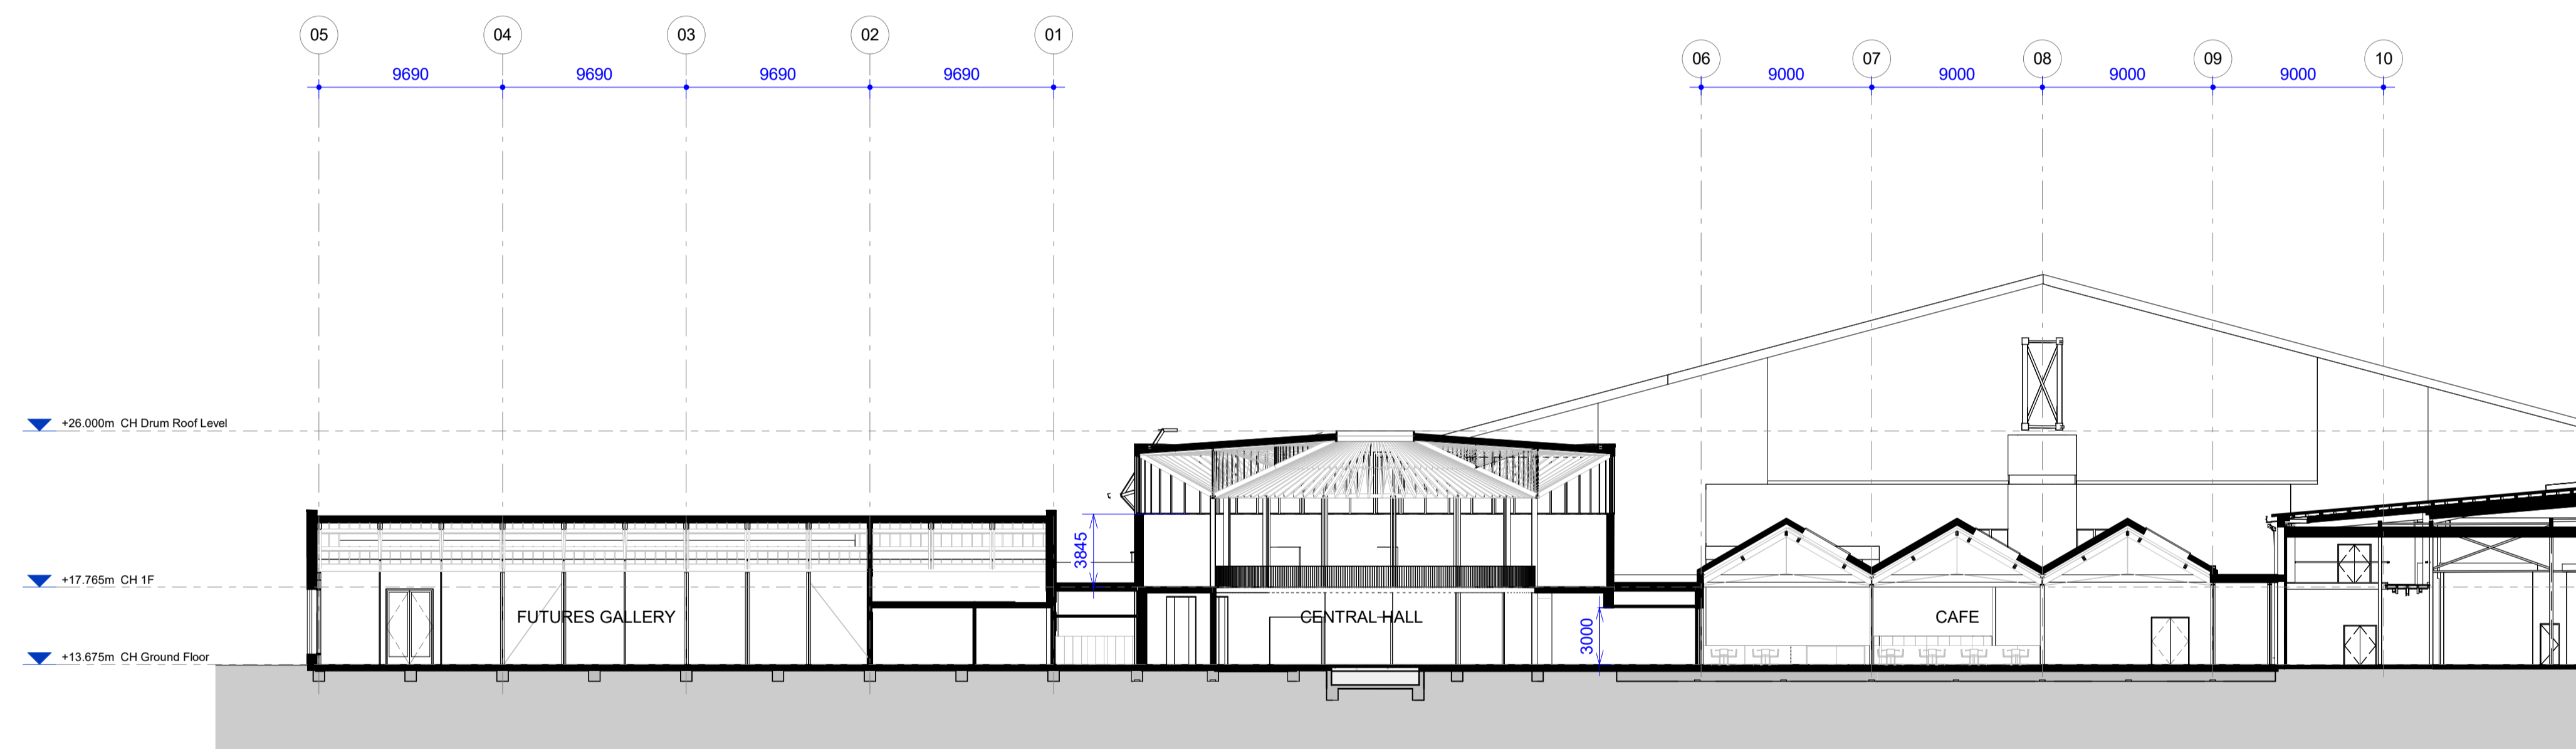 05 04 03 02 01
06 07 08 09 10
9690 9690 9690 9690
9000 9000 9000 9000
+26.000m CH Drum Roof Level
3845
+17.765m CH 1F
FUTURES GALLERY
CENTRAL HALL
CAFE
3000
+13.675m CH Ground Floor